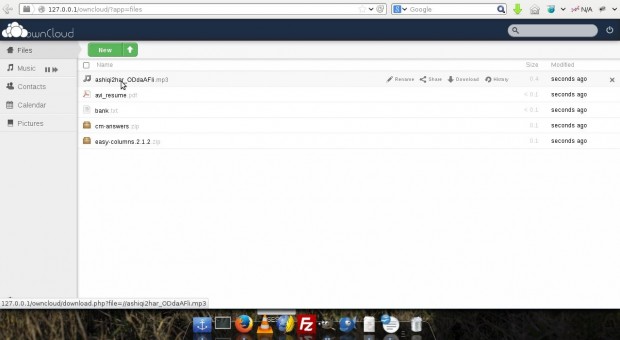 127.0.0.1/owncloud/?app=files
Google
N/A
ownCloud
Files
Music
Contacts
Calendar
Pictures
New
Name
Size
Modified
ashiqi2har_ODdaAFli.mp3
Rename
Share
Download
History
0.4
seconds ago
avi_resume.pdf
< 0.1
seconds ago
bank.txt
< 0.1
seconds ago
cm-answers.zip
0.1
seconds ago
easy-columns.2.1.2.zip
0.1
seconds ago
127.0.0.1/owncloud/download.php?file=//ashiqi2har_ODdaAFli.mp3